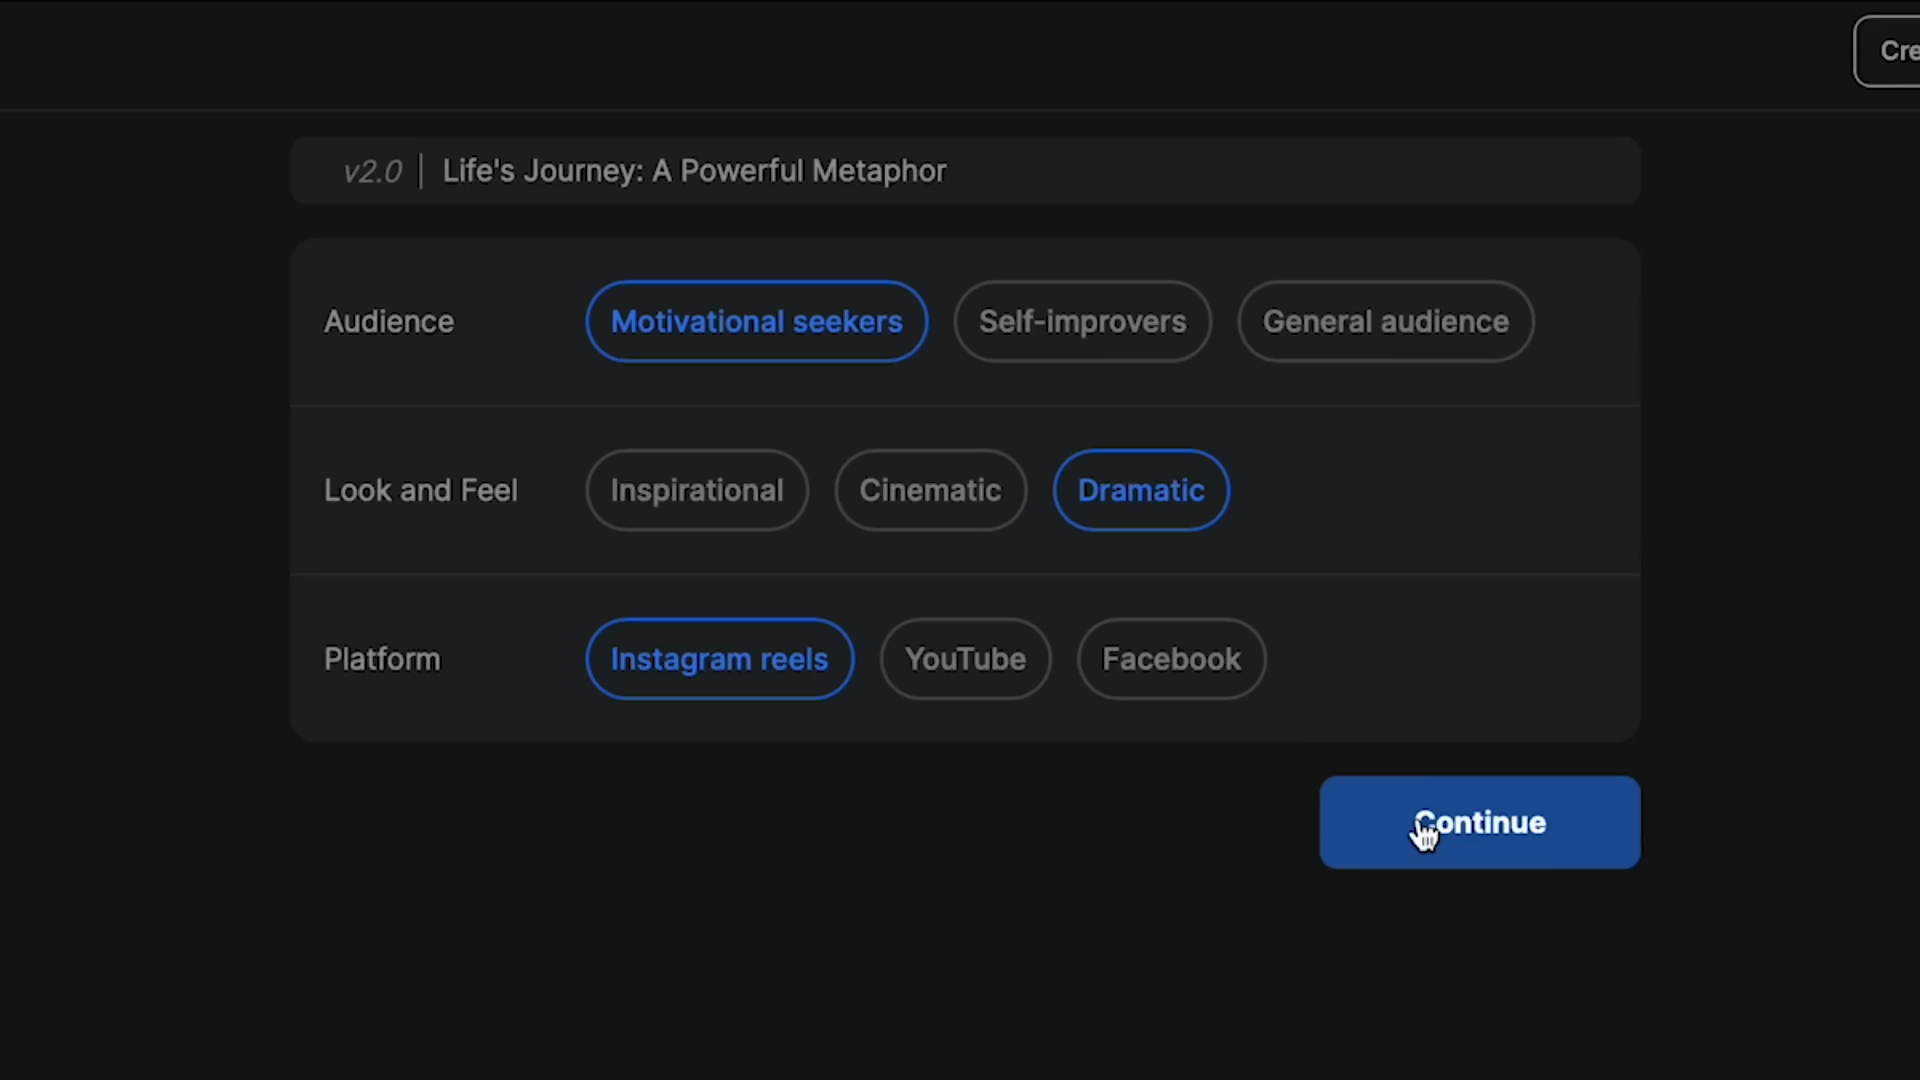 Cre
v2.0 | Life's Journey: A Powerful Metaphor
Audience Motivational seekers Self-improvers General audience
Look and Feel Inspirational Cinematic Dramatic
Platform Instagram reels YouTube Facebook
Continue